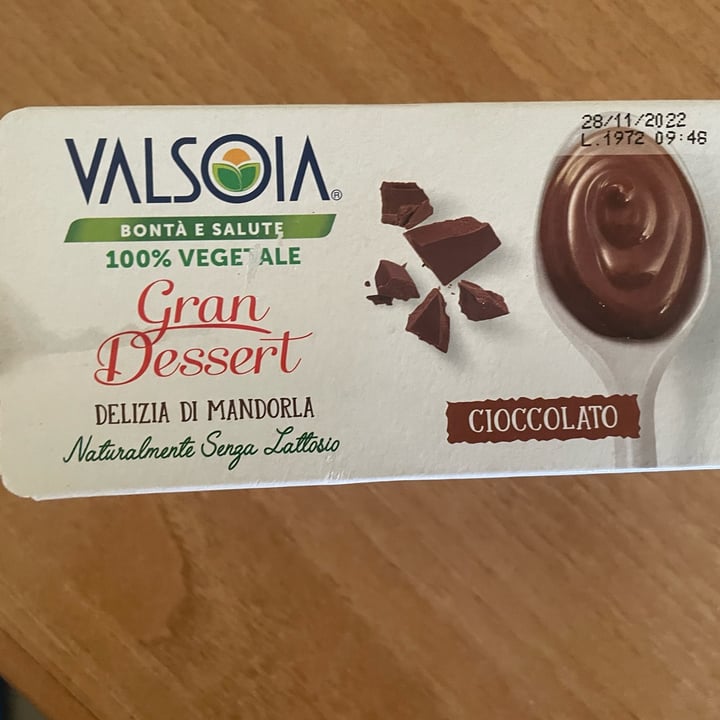 28/11/2022
L.1972 09:48
VALSOIA®
BONTÀ E SALUTE
100% VEGETALE
Gran
Dessert
DELIZIA DI MANDORLA
Naturalmente Senza Lattosio
CIOCCOLATO